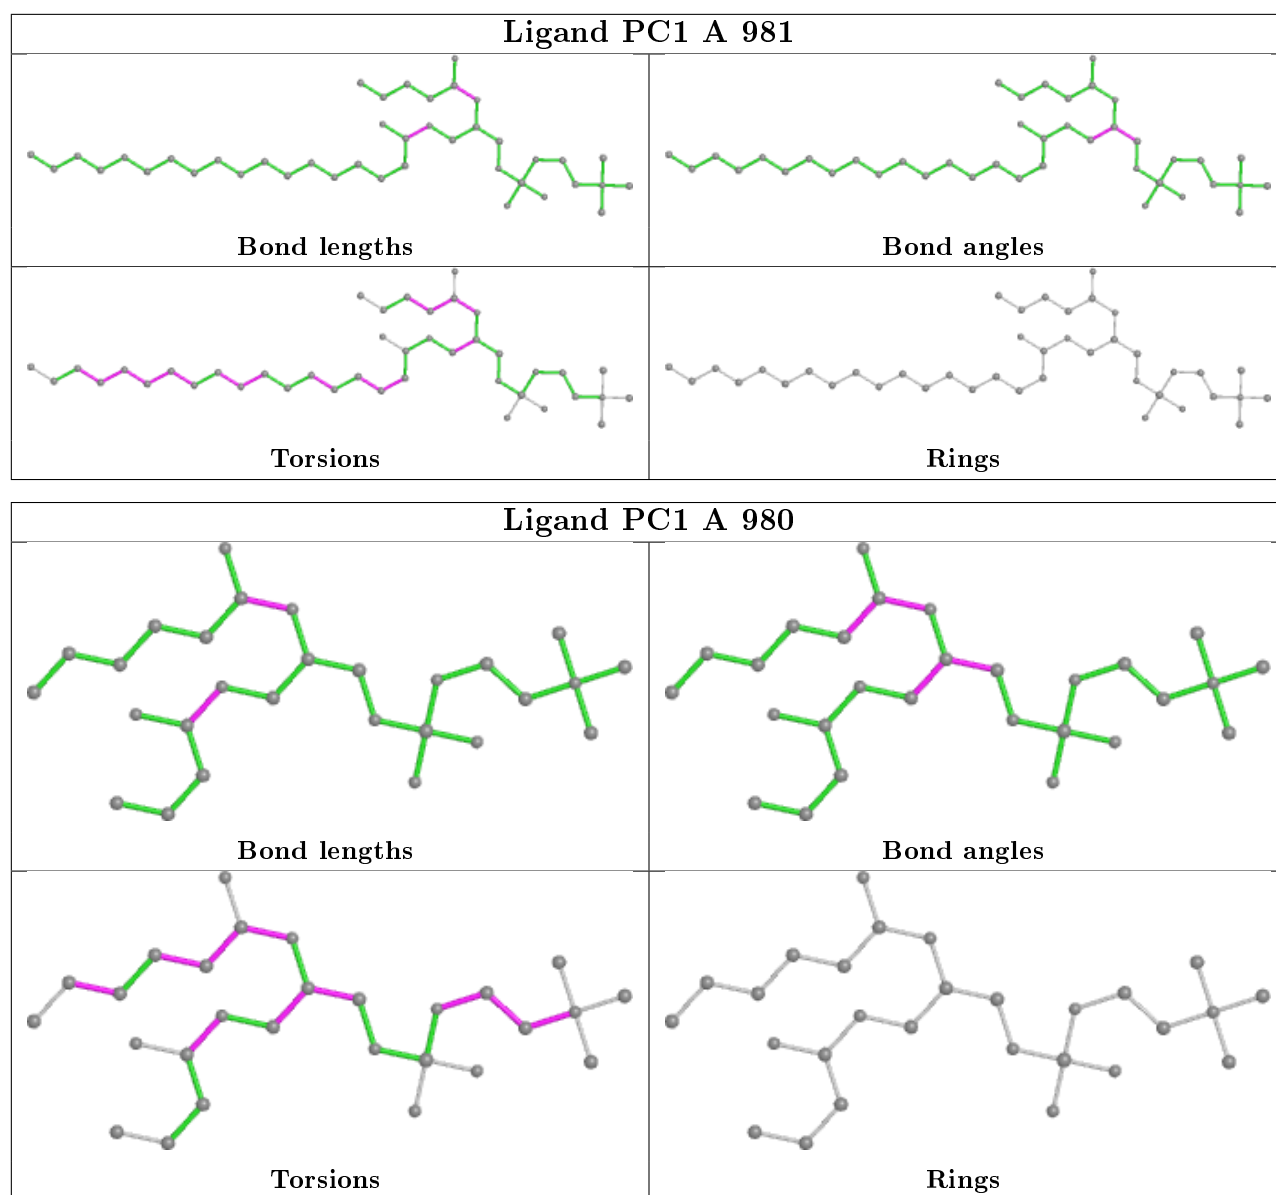 Ligand PC1 A 981
Bond lengths
Bond angles
Torsions
Rings
Ligand PC1 A 980
Bond lengths
Bond angles
Torsions
Rings